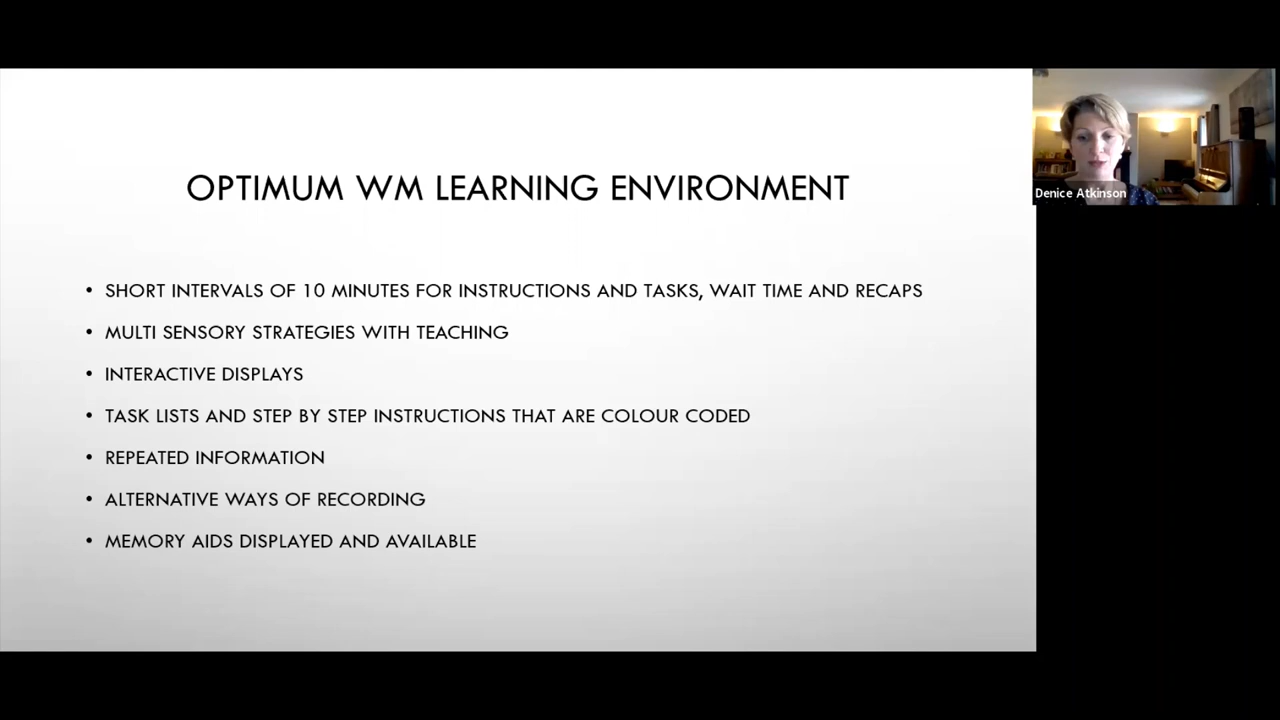 OPTIMUM WM LEARNING ENVIRONMENT
• SHORT INTERVALS OF 10 MINUTES FOR INSTRUCTIONS AND TASKS, WAIT TIME AND RECAPS
• MULTI SENSORY STRATEGIES WITH TEACHING
• INTERACTIVE DISPLAYS
• TASK LISTS AND STEP BY STEP INSTRUCTIONS THAT ARE COLOUR CODED
• REPEATED INFORMATION
• ALTERNATIVE WAYS OF RECORDING
• MEMORY AIDS DISPLAYED AND AVAILABLE
Denice Atkinson